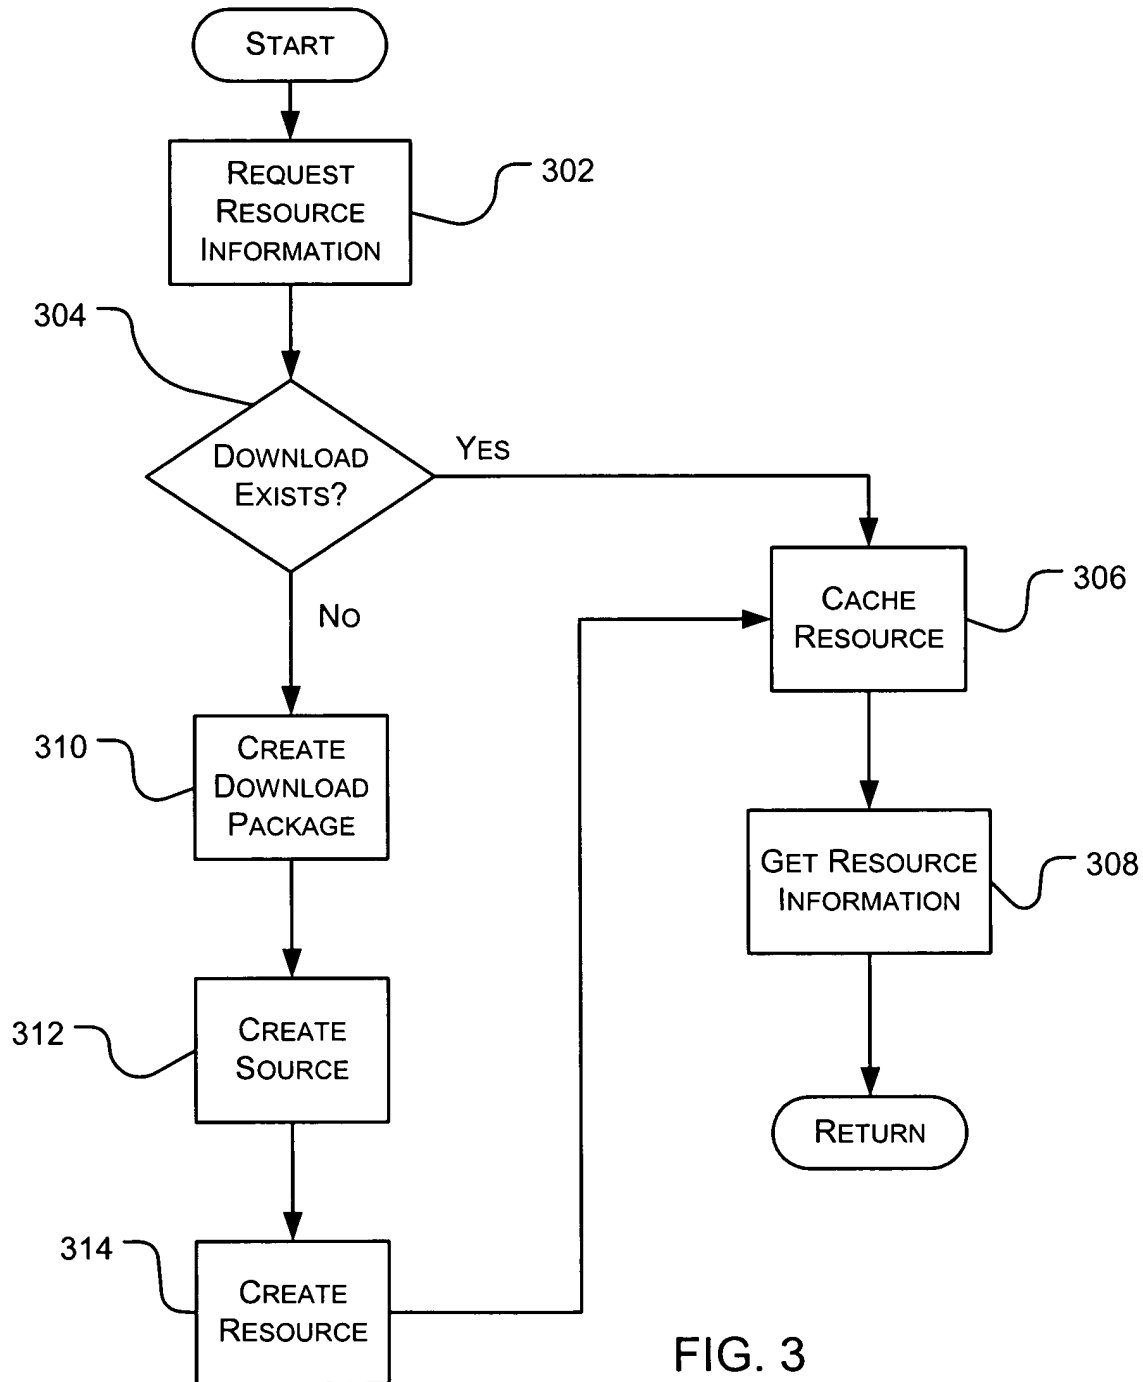 START
REQUEST
RESOURCE
INFORMATION
302
304
DOWNLOAD
EXISTS?
YES
NO
CACHE
RESOURCE
306
310
CREATE
DOWNLOAD
PACKAGE
GET RESOURCE
INFORMATION
308
312
CREATE
SOURCE
RETURN
314
CREATE
RESOURCE
FIG. 3